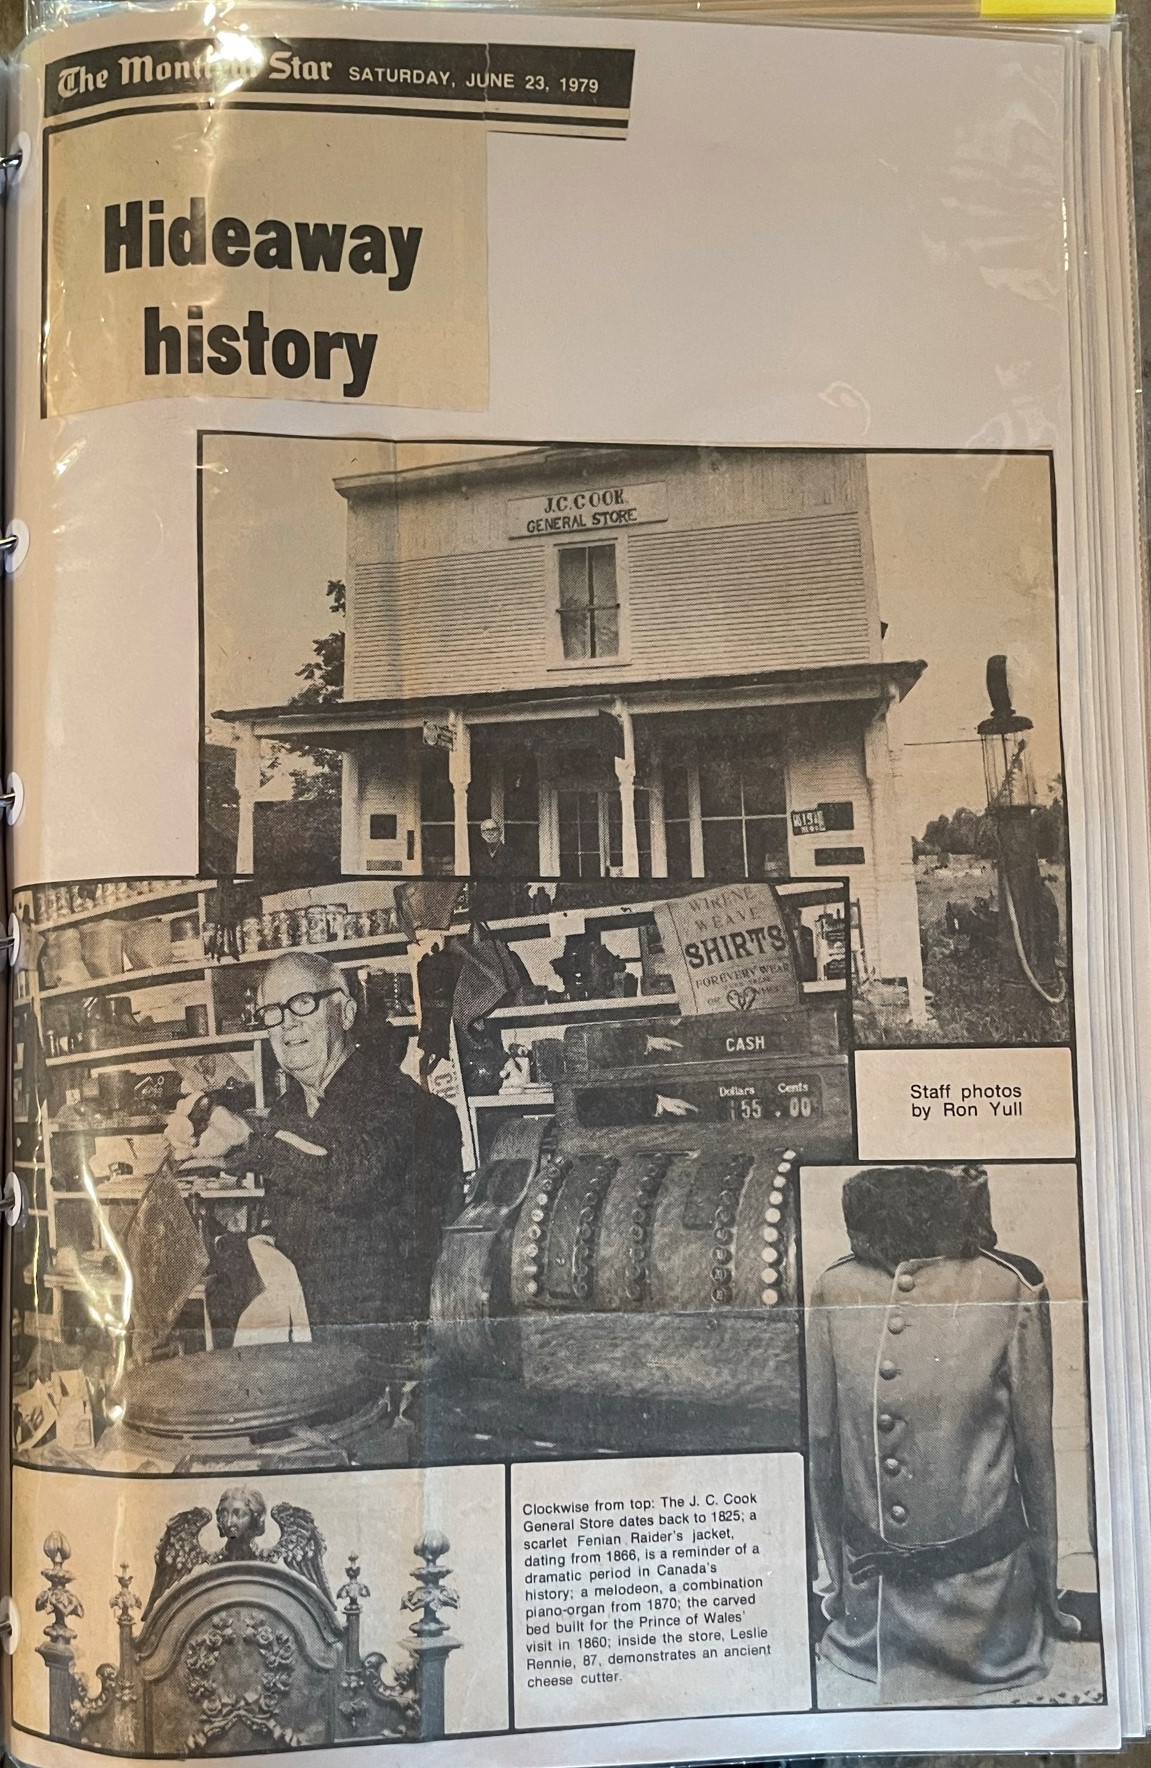 The Montreal Star SATURDAY, JUNE 23, 1979
Hideaway
history
J.C.COOK
GENERAL STORE
WIRENE
WEAVE
SHIRTS
FOR EVERY WEAR
CASH
Dollars Cents
55 .00
Staff photos
by Ron Yull
Clockwise from top: The J. C. Cook
General Store dates back to 1825; a
scarlet Fenian Raider's jacket,
dating from 1866, is a reminder of a
dramatic period in Canada's
history; a melodeon, a combination
piano-organ from 1870; the carved
bed built for the Prince of Wales'
visit in 1860; inside the store, Leslie
Rennie, 87, demonstrates an ancient
cheese cutter.